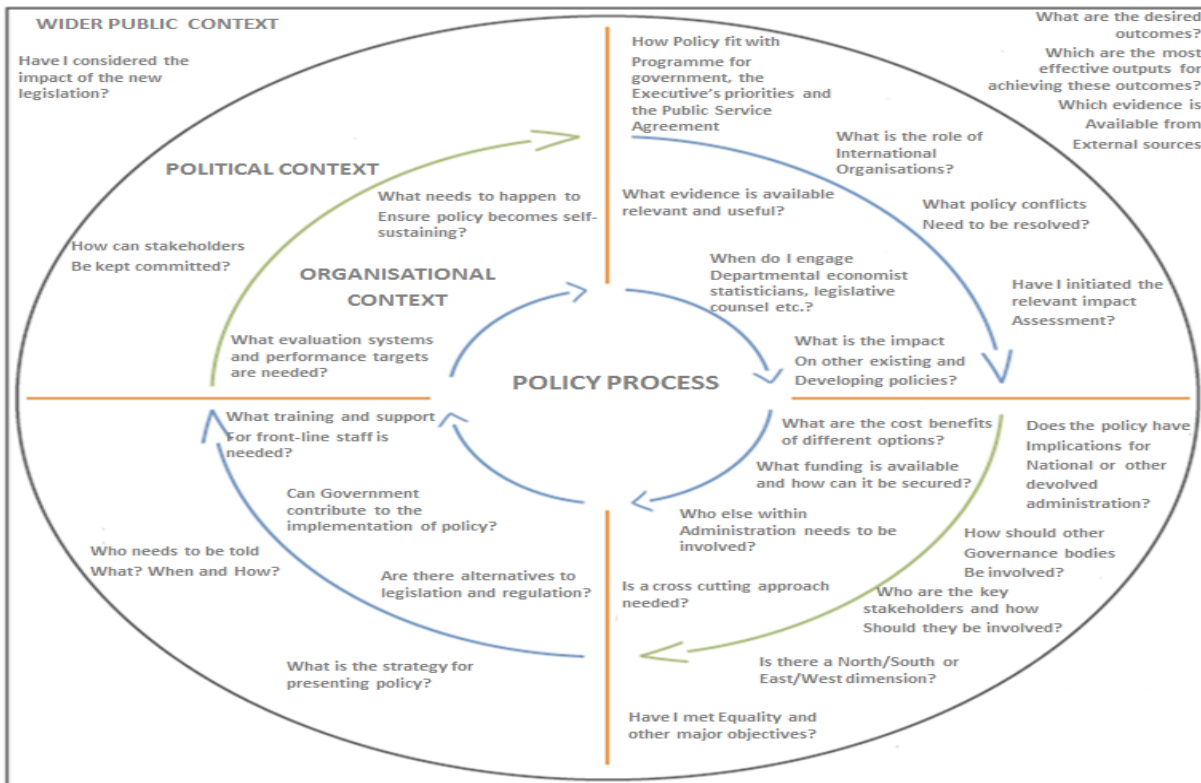 WIDER PUBLIC CONTEXT
Have I considered the
impact of the new
legislation?
What are the desired
outcomes?
Which are the most
effective outputs for
achieving these outcomes?
Which evidence is
Available from
External sources
How Policy fit with
Programme for
government, the
Executive's priorities and
the Public Service
Agreement
What is the role of
International
Organisations?
POLITICAL CONTEXT
What needs to happen to
Ensure policy becomes self-
sustaining?
What evidence is available
relevant and useful?
What policy conflicts
Need to be resolved?
How can stakeholders
Be kept committed?
ORGANISATIONAL
CONTEXT
When do I engage
Departmental economist
statisticians, legislative
counsel etc.?
Have I initiated the
relevant impact
Assessment?
What evaluation systems
and performance targets
are needed?
POLICY PROCESS
What is the impact
On other existing and
Developing policies?
What training and support
For front-line staff is
needed?
What are the cost benefits
of different options?
Does the policy have
Implications for
National or other
devolved
administration?
What funding is available
and how can it be secured?
Can Government
contribute to the
implementation of policy?
Who else within
Administration needs to be
involved?
How should other
Governance bodies
Be involved?
Who needs to be told
What? When and How?
Are there alternatives to
legislation and regulation?
Is a cross cutting approach
needed?
Who are the key
stakeholders and how
Should they be involved?
What is the strategy for
presenting policy?
Is there a North/South or
East/West dimension?
Have I met Equality and
other major objectives?